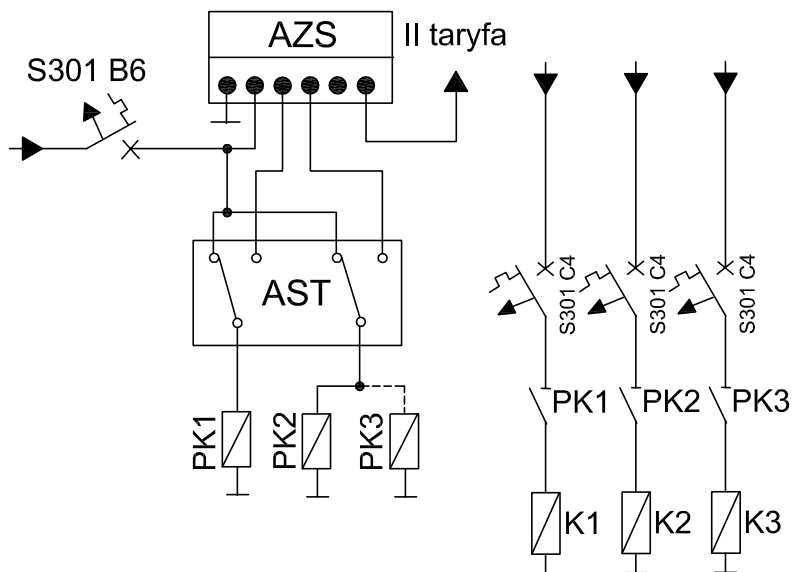 AZS
II taryfa
S301 B6
AST
PK1
PK2
PK3
S301 C4
S301 C4
S301 C4
PK1
PK2
PK3
K1
K2
K3